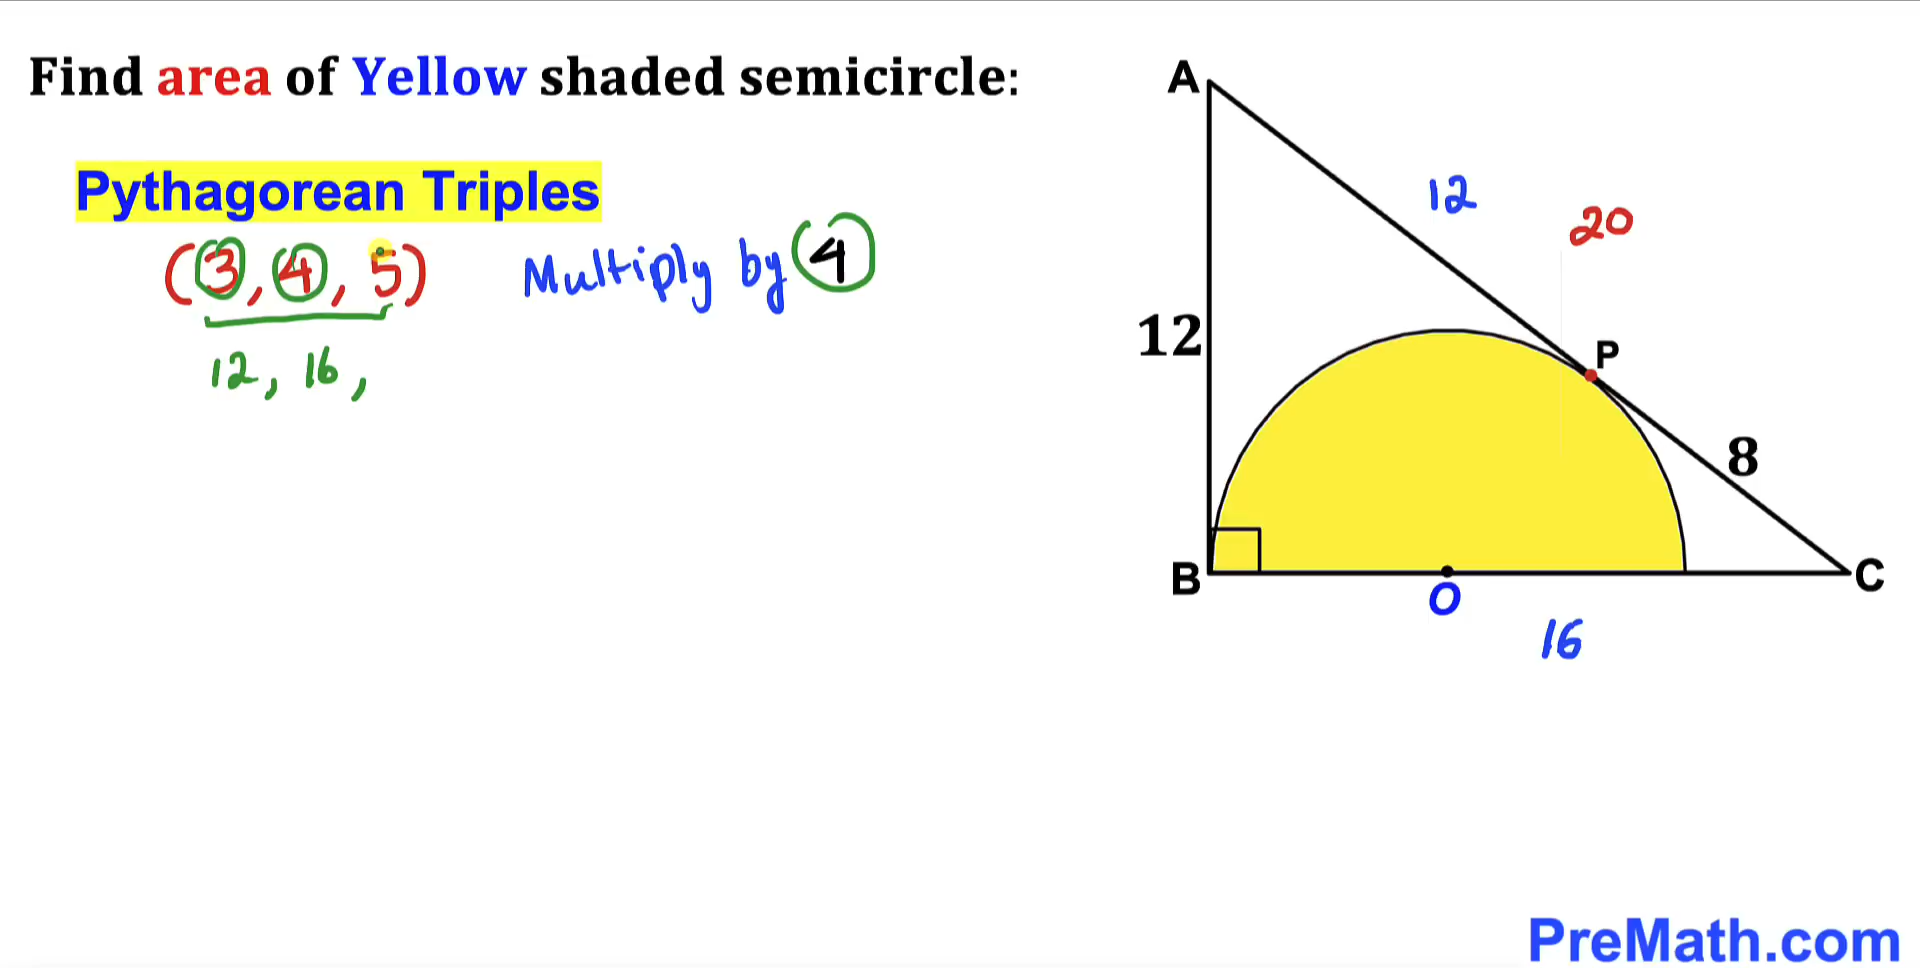 Find area of Yellow shaded semicircle:
Pythagorean Triples
(3, 4, 5) Multiply by 4
12, 16,
A
12
20
12
P
8
B
O
C
16
PreMath.com